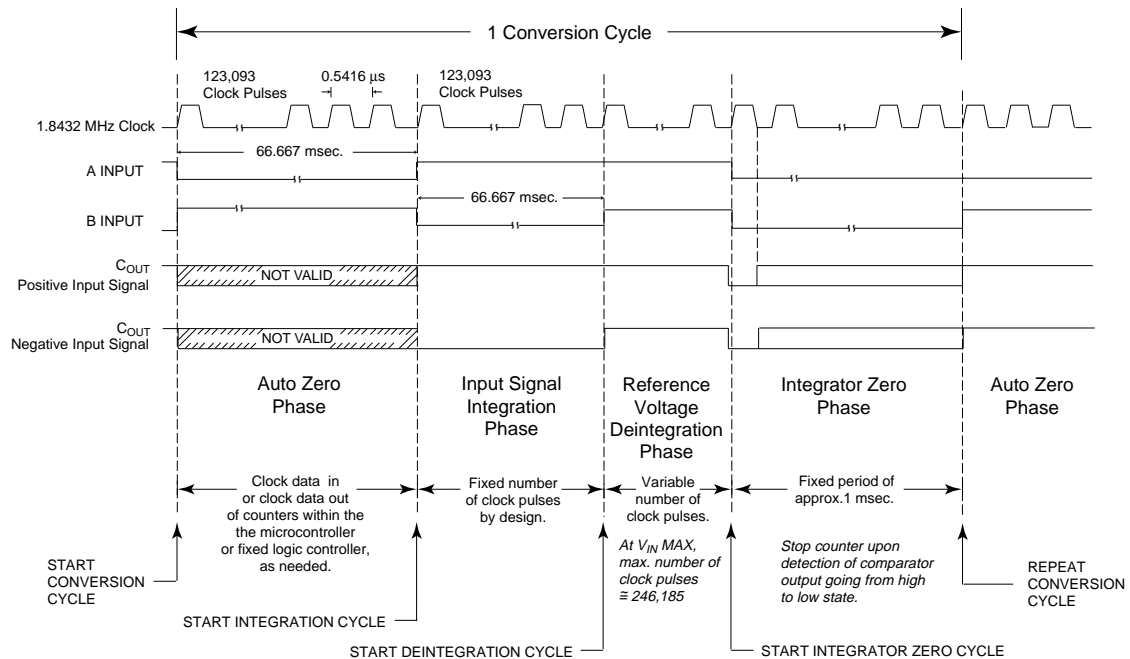 1 Conversion Cycle
123,093
Clock Pulses
0.5416 µs
123,093
Clock Pulses
1.8432 MHz Clock
66.667 msec.
A INPUT
66.667 msec.
B INPUT
COUT
Positive Input Signal
NOT VALID
COUT
Negative Input Signal
NOT VALID
Auto Zero
Phase
Input Signal
Integration
Phase
Reference
Voltage
Deintegration
Phase
Integrator Zero
Phase
Auto Zero
Phase
Clock data in
or clock data out
of counters within the
the microcontroller
or fixed logic controller,
as needed.
Fixed number
of clock pulses
by design.
Variable
number of
clock pulses.
At VIN MAX,
max. number of
clock pulses
≅ 246,185
Fixed period of
approx.1 msec.
Stop counter upon
detection of comparator
output going from high
to low state.
START
CONVERSION
CYCLE
START INTEGRATION CYCLE
START DEINTEGRATION CYCLE
START INTEGRATOR ZERO CYCLE
REPEAT
CONVERSION
CYCLE